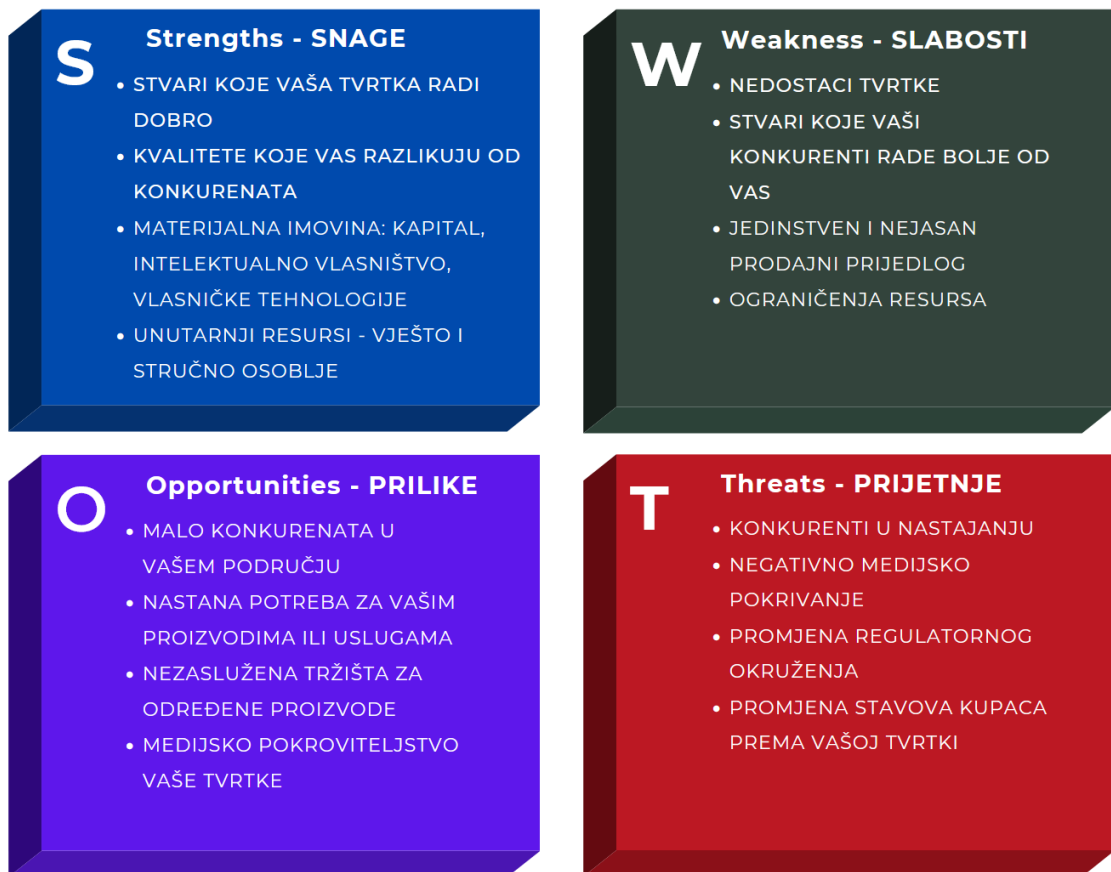 S
Strengths - SNAGE
• STVARI KOJE VAŠA TVRTKA RADI
DOBRO
• KVALITETE KOJE VAS RAZLIKUJU OD
KONKURENATA
• MATERIJALNA IMOVINA: KAPITAL,
INTELEKTUALNO VLASNIŠTVO,
VLASNIČKE TEHNOLOGIJE
• UNUTARNJI RESURSI - VJEŠTO I
STRUČNO OSOBLJE
W
Weakness - SLABOSTI
• NEDOSTACI TVRTKE
• STVARI KOJE VAŠI
KONKURENTI RADE BOLJE OD
VAS
• JEDINSTVEN I NEJASAN
PRODAJNI PRIJEDLOG
• OGRANIČENJA RESURSA
O
Opportunities - PRILIKE
• MALO KONKURENATA U
VAŠEM PODRUČJU
• NASTANA POTREBA ZA VAŠIM
PROIZVODIMA ILI USLUGAMA
• NEZASLUŽENA TRŽIŠTA ZA
ODREĐENE PROIZVODE
• MEDIJSKO POKROVITELJSTVO
VAŠE TVRTKE
T
Threats - PRIJETNJE
• KONKURENTI U NASTAJANJU
• NEGATIVNO MEDIJSKO
POKRIVANJE
• PROMJENA REGULATORNOG
OKRUŽENJA
• PROMJENA STAVOVA KUPACA
PREMA VAŠOJ TVRTKI